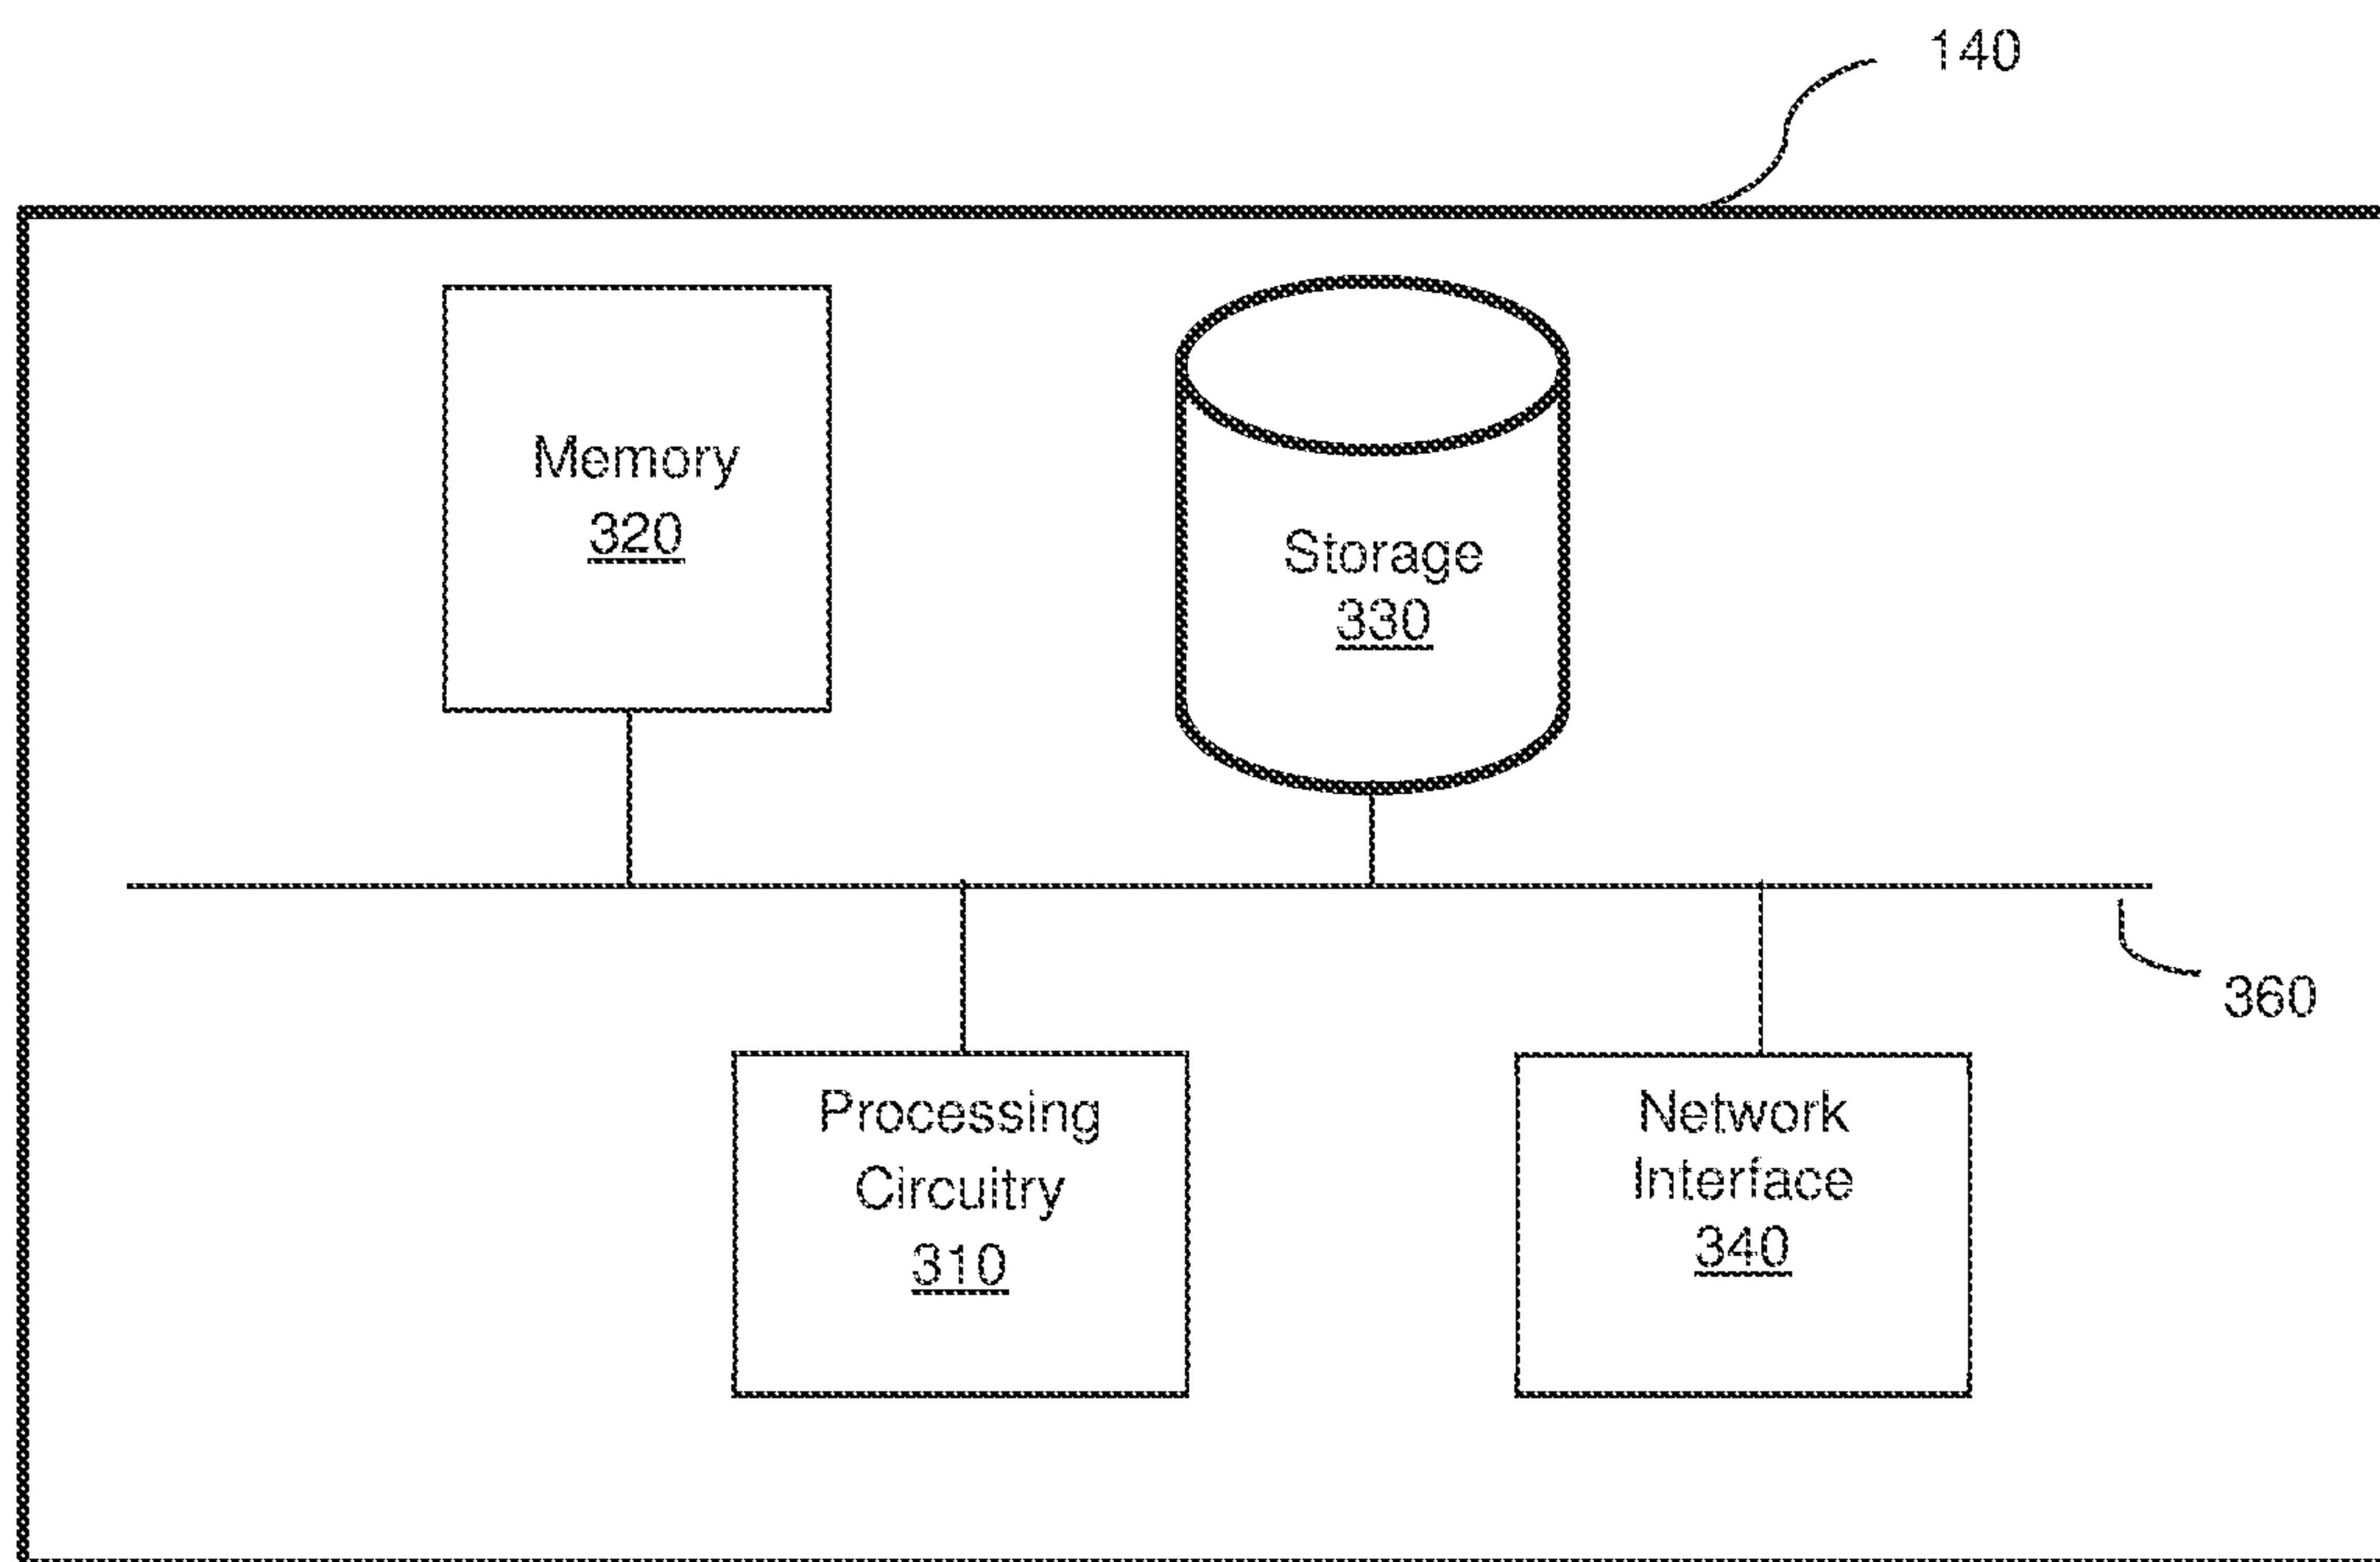 140
Memory
320
Storage
330
360
Processing
Circuitry
310
Network
Interface
340